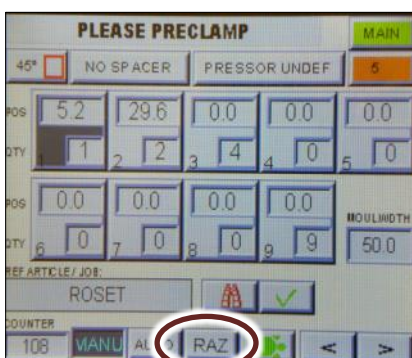 PLEASE PRECLAMP MAIN
45° NO SPACER PRESSOR UNDEF 5
POS 5.2 29.6 0.0 0.0 0.0
QTY 1 1 2 2 3 4 4 0 5 0
POS 0.0 0.0 0.0 0.0 MOULWIDTH
QTY 6 0 7 0 8 0 9 9 50.0
REF ARTICLE/ JOB:
ROSET
COUNTER
108 MANU RAZ < >